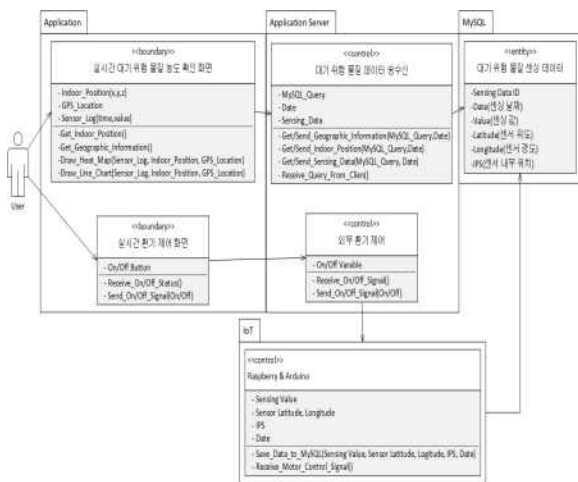 Application
<<boundary>>
실시간 대기 위험 물질 농도 확인 화면
- Indoor_Position(x,y,z)
- GPS_Location
- Sensor_Log(time,value)
-Get_Indoor_Position()
-Get_Geographic_Information()
-Draw_Heat_Map(Sensor_Log, Indoor_Position, GPS_Location)
-Draw_Line_Chart(Sensor_Log, Indoor_Position, GPS_Location)
User
<<boundary>>
실시간 환기 제어 화면
- On/Off Button
- Receive_On/Off_Status()
- Send_On/Off_Signal(On/Off)
Application Server
<<control>>
대기 위험 물질 데이터 송수신
- MySQL_Query
- Date
- Sensing_Data
- Get/Send_Geographic_Information(MySQL_Query,Date)
- Get/Send_Indoor_Position(MySQL_Query,Date)
- Get/Send_Sensing_Data(MySQL_Query, Date)
- Receive_Query_From_Clien()
<<control>>
외부 환기 제어
- On/Off Variable
- Receive_On/Off_Signal()
- Send_On/Off_Signal(On/Off)
MySQL
<<entity>>
대기 위험 물질 센싱 데이터
-Sensing Data ID
-Data(센싱 날짜)
-Value(센싱 값)
-Latitude(센서 위도)
-Longitude(센서 경도)
-IPS(센서 내부 위치)
IoT
<<control>>
Raspberry & Arduino
- Sensing Value
- Sensor Latitude, Longitude
- IPS
- Date
- Save_Data_to_MySQL(Sensing Value, Sensor Latitude, Logitude, IPS, Date)
- Receive_Motor_Control_Signal()